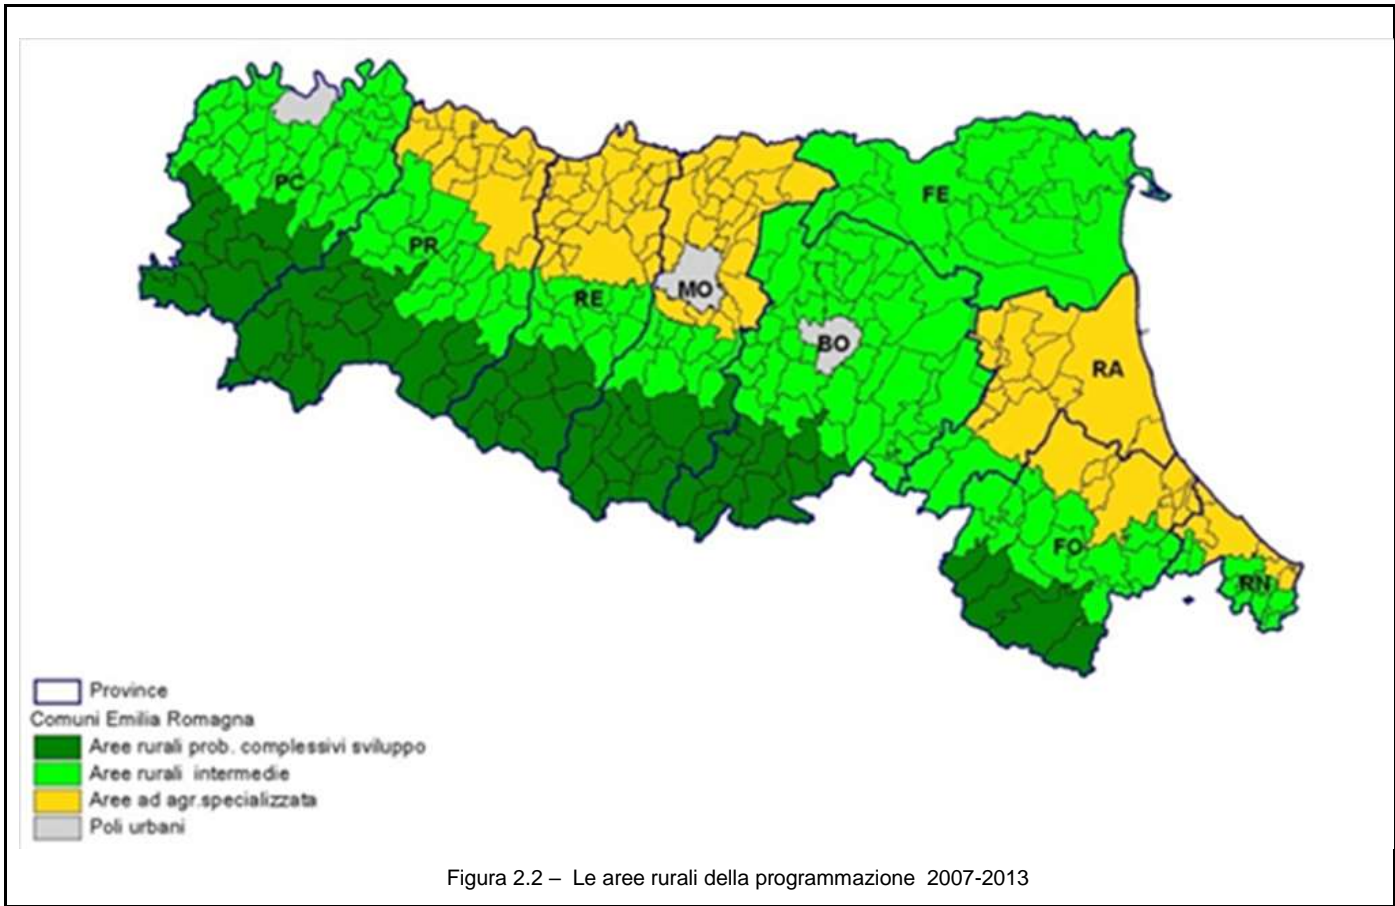 PC
FE
PR
RE
MO
BO
RA
FO
RN
Province
Comuni Emilia Romagna
Aree rurali prob. complessivi sviluppo
Aree rurali intermedie
Aree ad agr.specializzata
Poli urbani
Figura 2.2 – Le aree rurali della programmazione 2007-2013